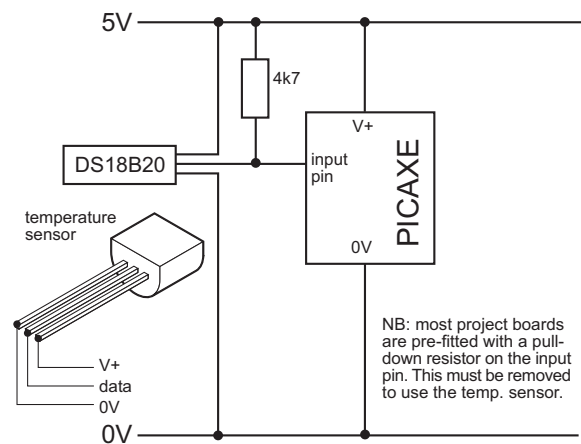 5V
4k7
V+
DS18B20
input
pin
PICAXE
0V
temperature
sensor
V+
data
0V
NB: most project boards
are pre-fitted with a pull-
down resistor on the input
pin. This must be removed
to use the temp. sensor.
0V